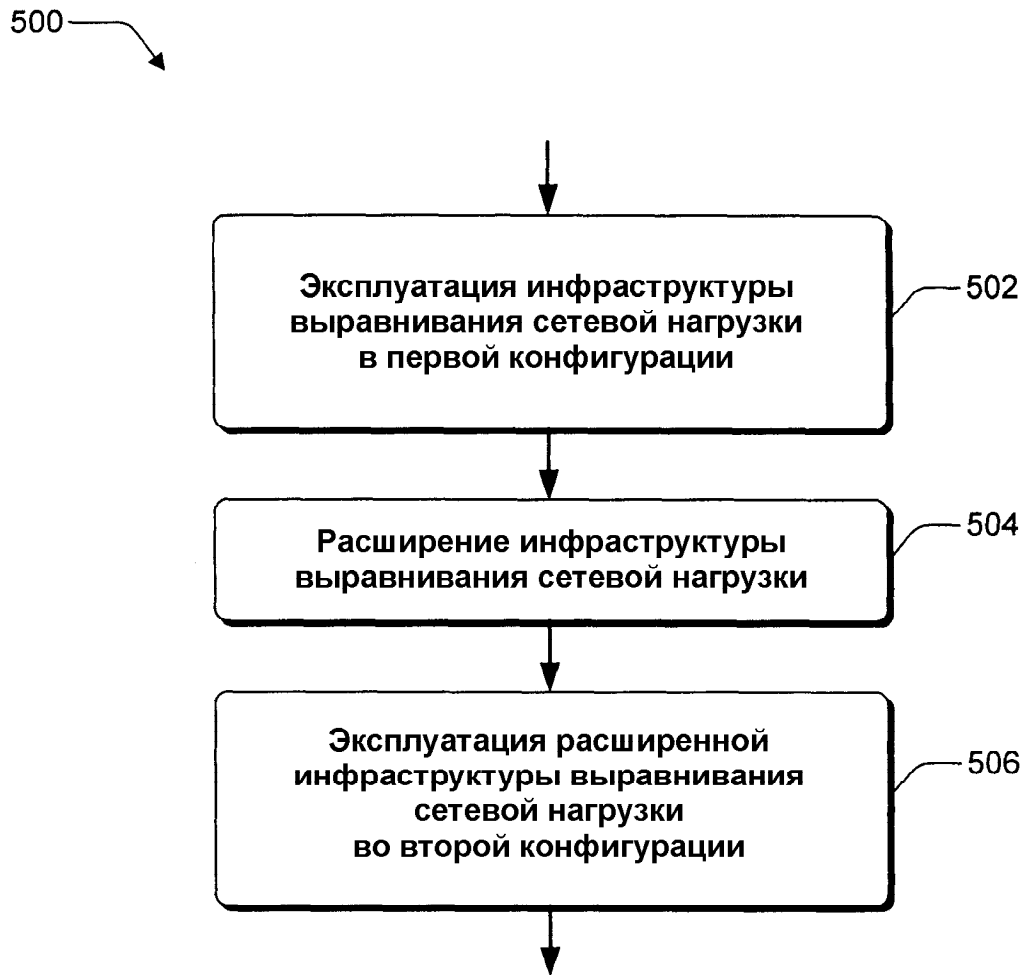 500
Эксплуатация инфраструктуры
выравнивания сетевой нагрузки
в первой конфигурации
502
Расширение инфраструктуры
выравнивания сетевой нагрузки
504
Эксплуатация расширенной
инфраструктуры выравнивания
сетевой нагрузки
во второй конфигурации
506